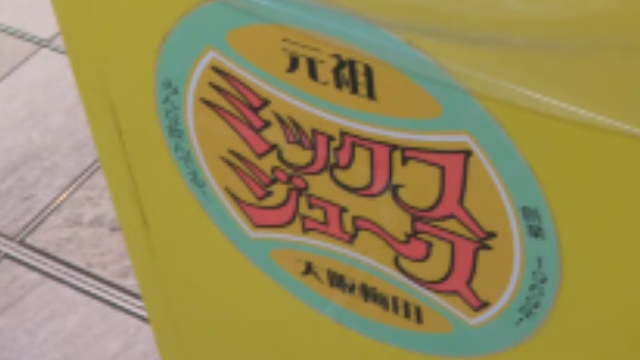 元祖
ミックス
ジュース
大阪梅田